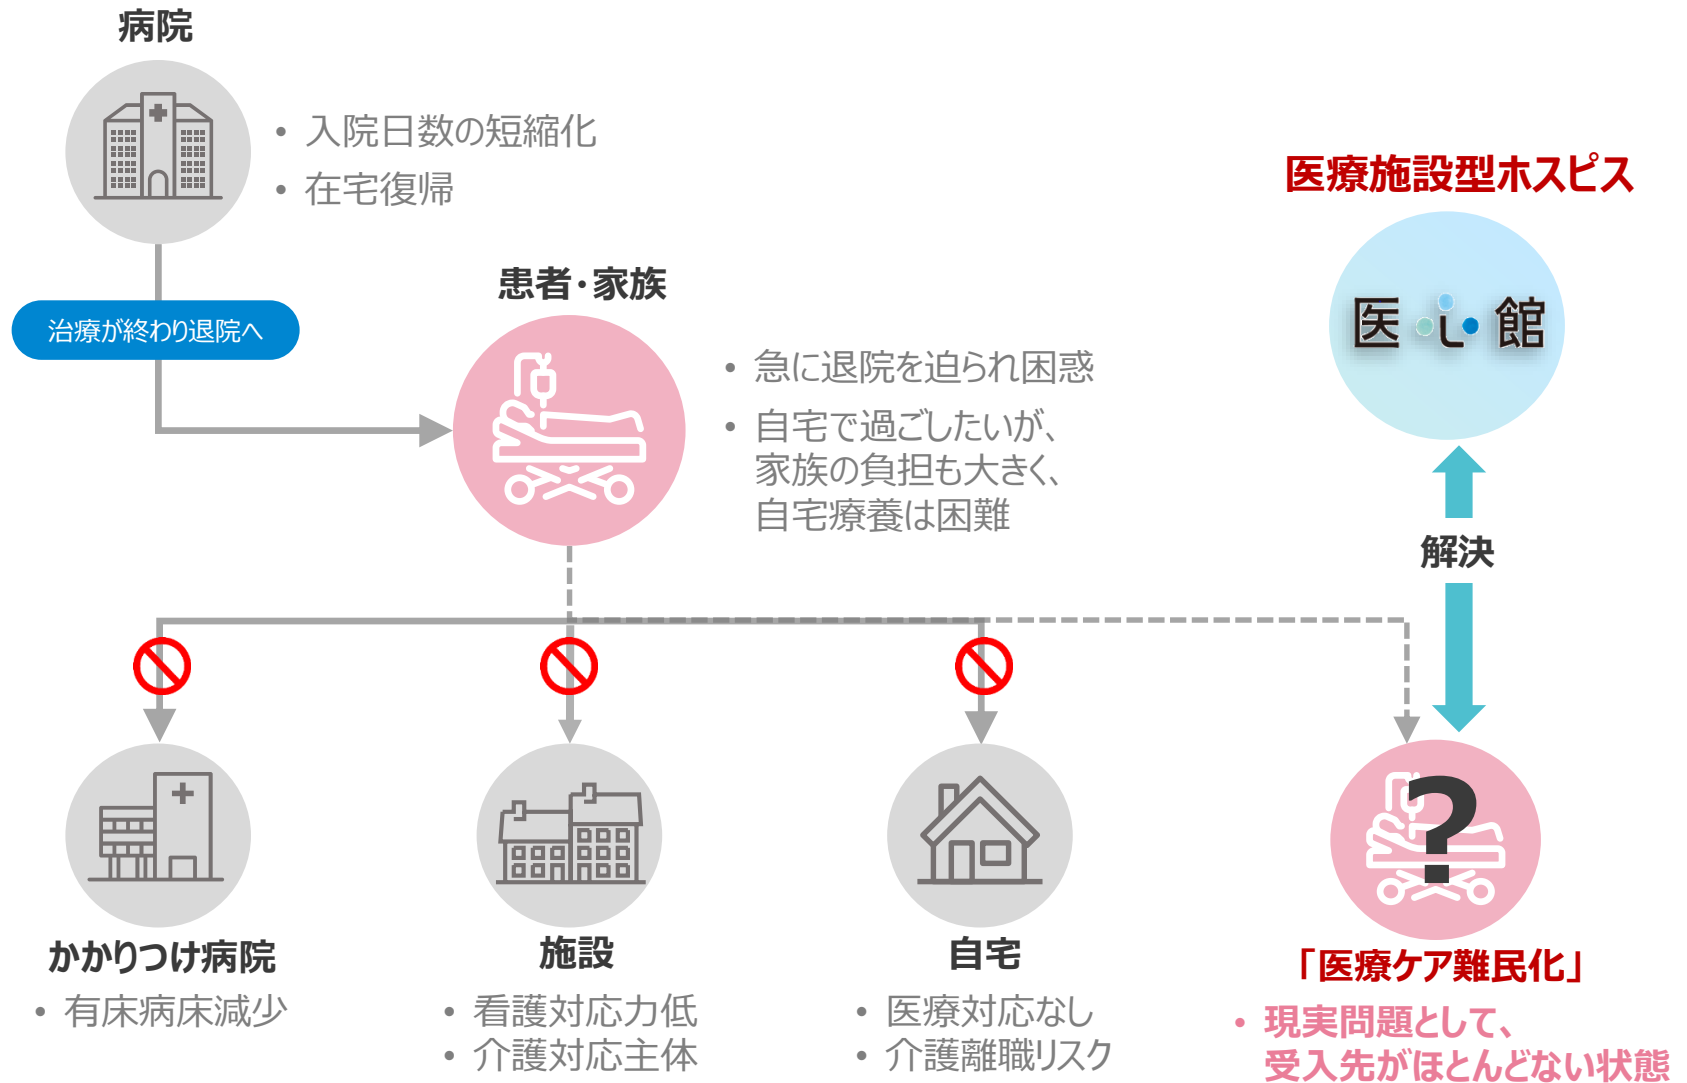 病院
• 入院日数の短縮化
• 在宅復帰
治療が終わり退院へ
患者・家族
• 急に退院を迫られ困惑
• 自宅で過ごしたいが、
家族の負担も大きく、
自宅療養は困難
医療施設型ホスピス
医心館
解決
かかりつけ病院
• 有床病床減少
施設
• 看護対応力低
• 介護対応主体
自宅
• 医療対応なし
• 介護離職リスク
?
「医療ケア難民化」
• 現実問題として、
受入先がほとんどない状態